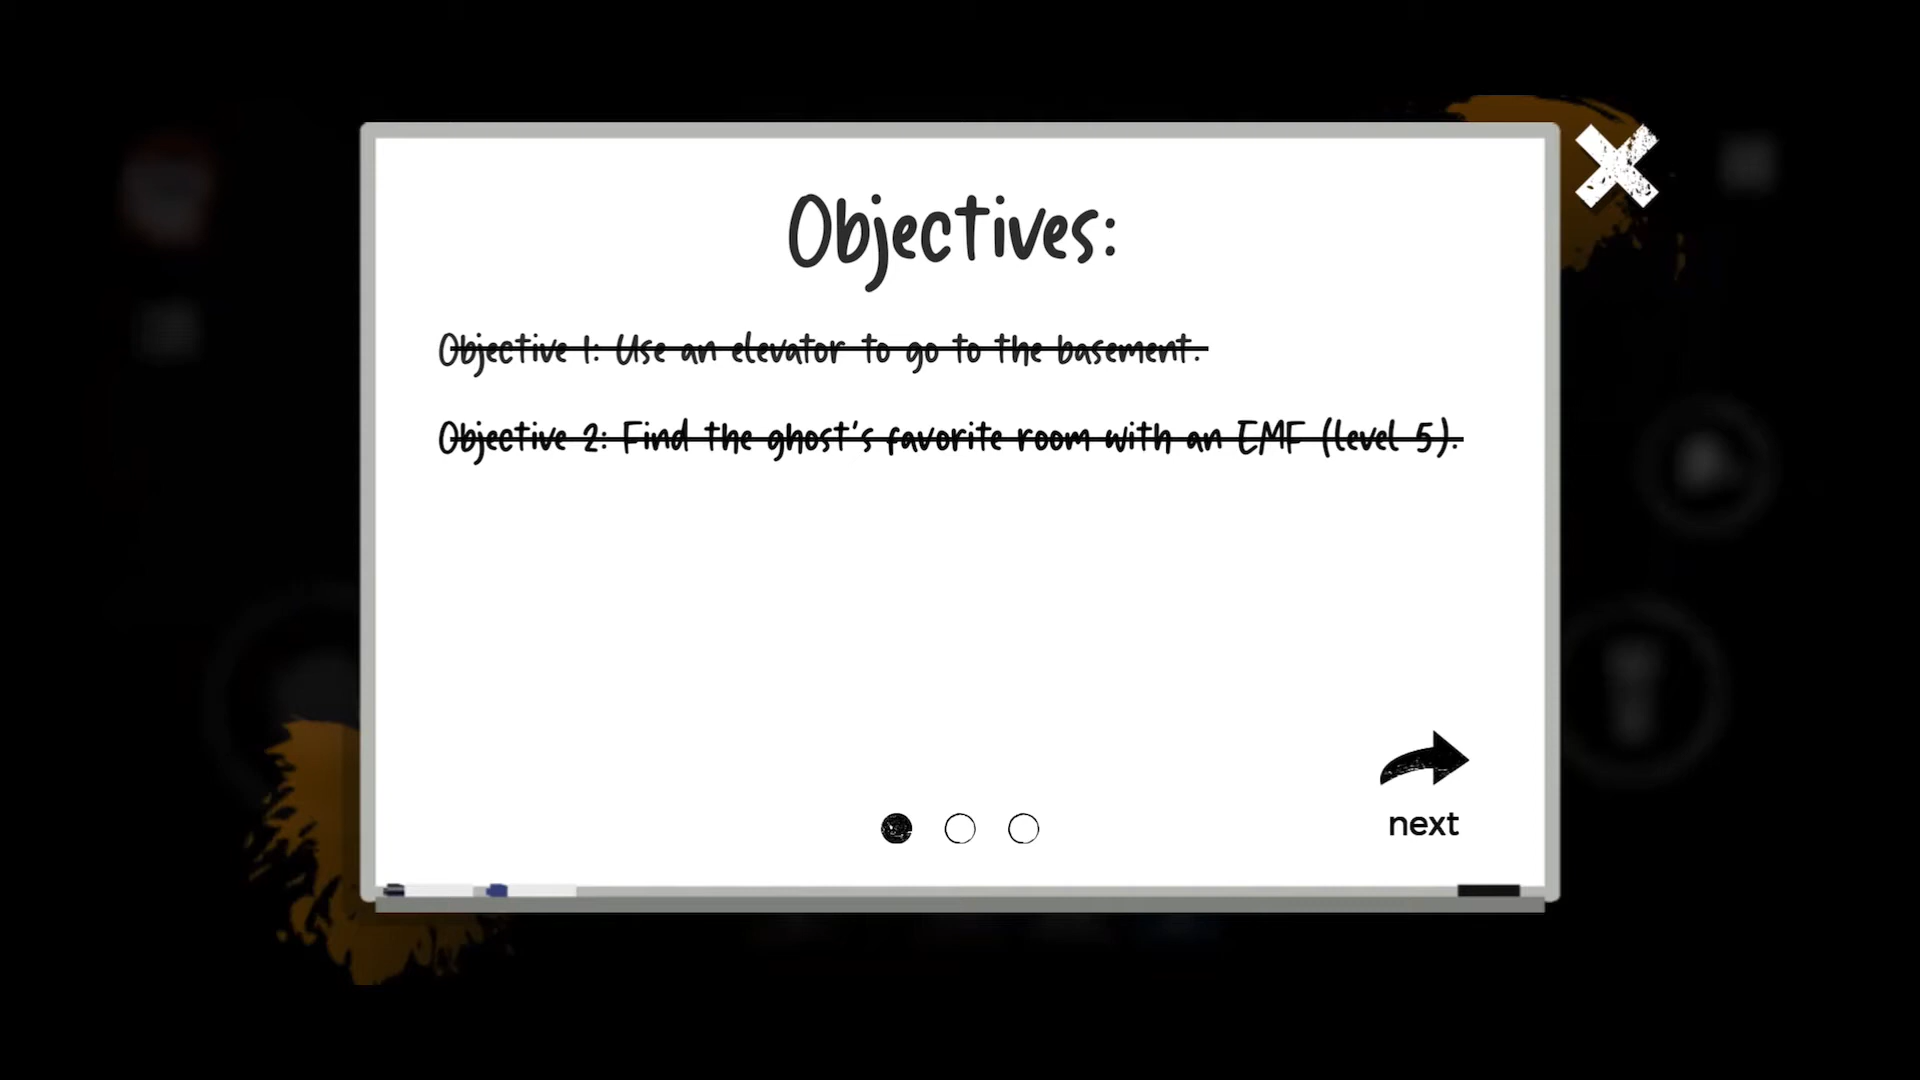 Objectives:
Objective 1: Use an elevator to go to the basement.
Objective 2: Find the ghost's favorite room with an EMF (level 5).
next